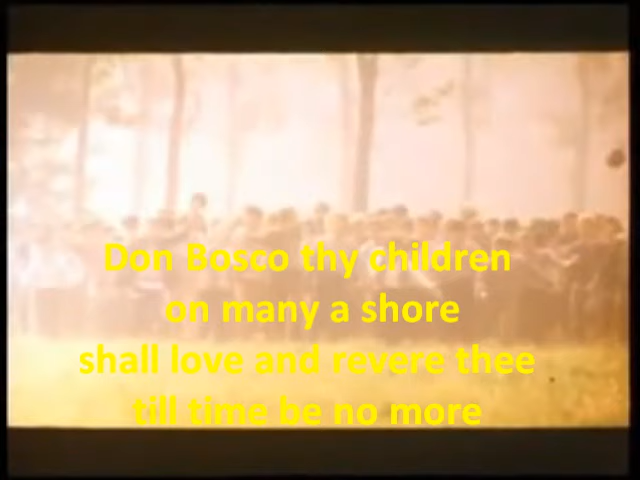 Don Bosco thy children
on many a shore
shall love and revere thee
till time be no more